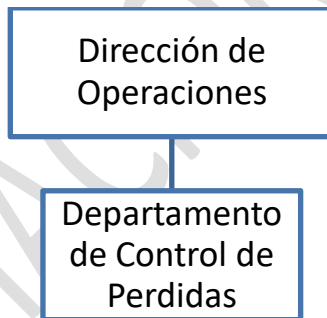 Dirección de
Operaciones
Departamento
de Control de
Perdidas